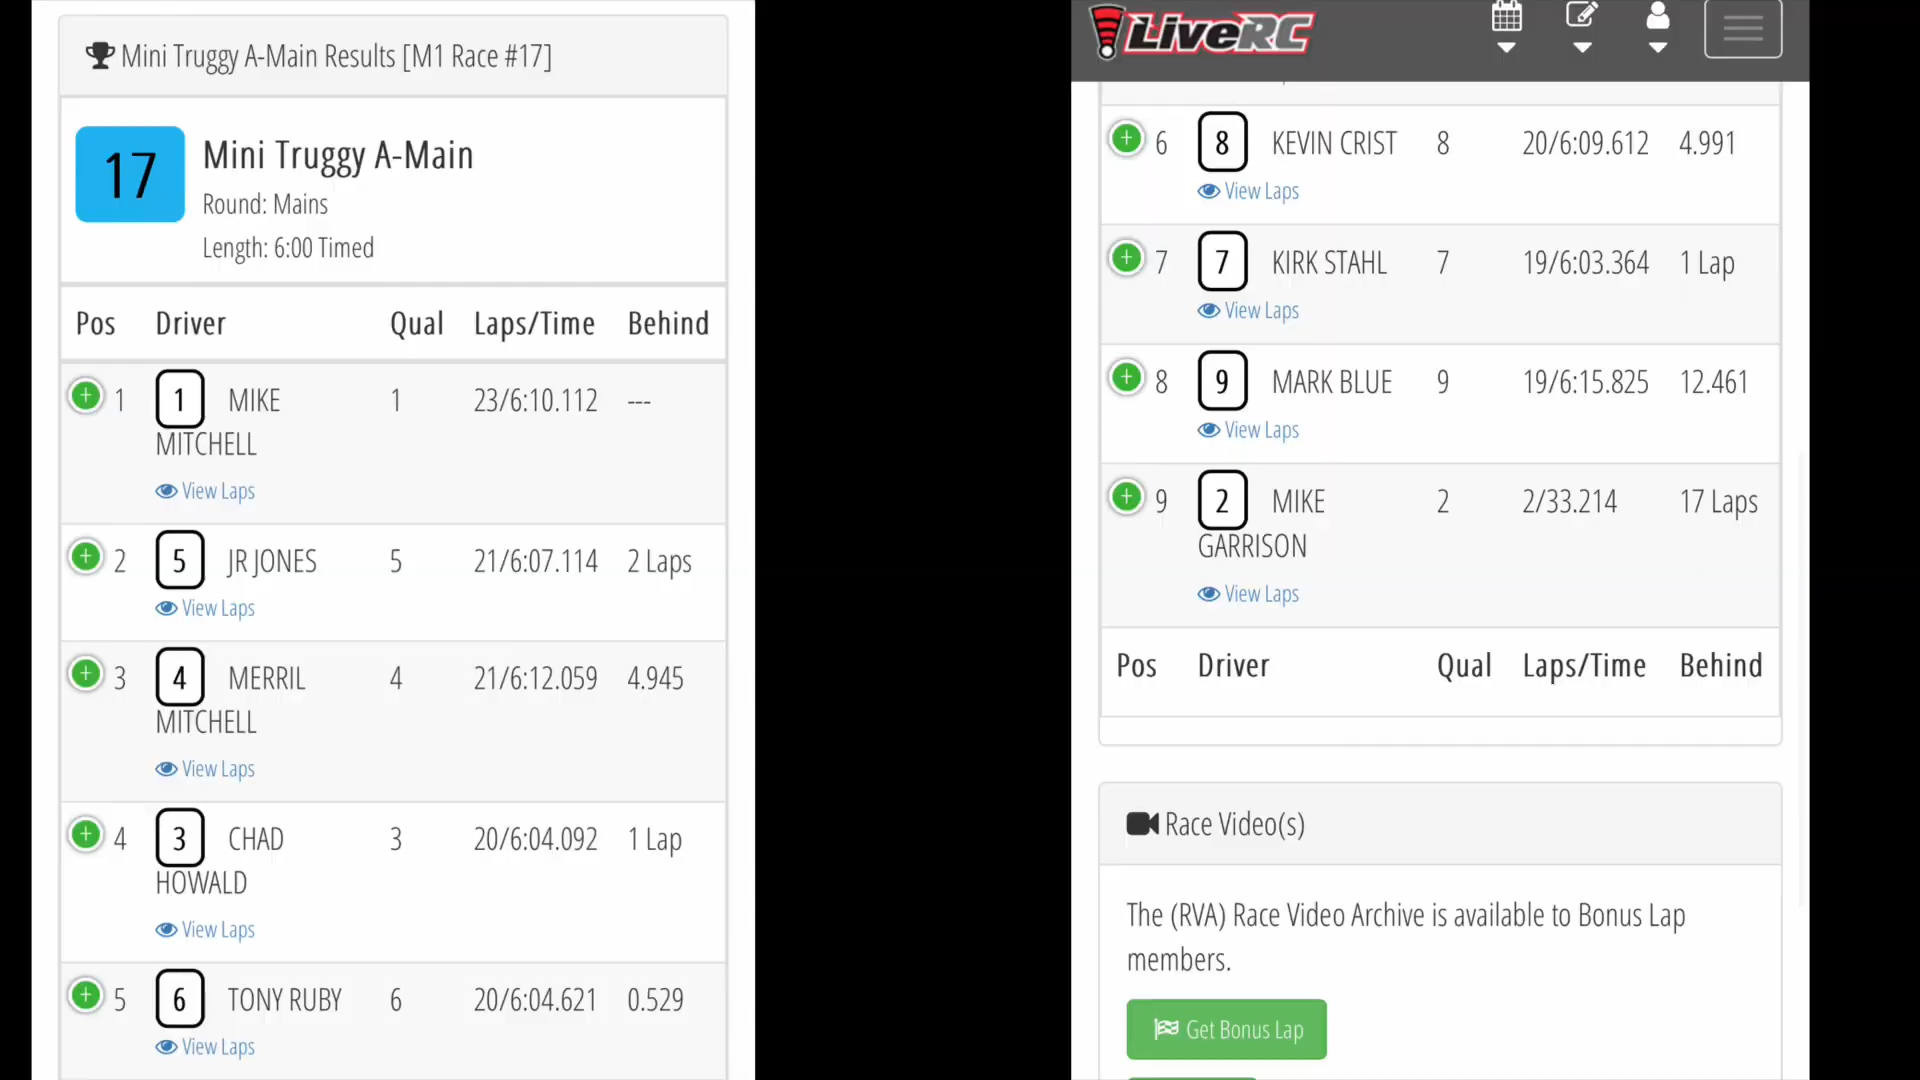 Mini Truggy A-Main Results [M1 Race #17]
17
Mini Truggy A-Main
Round: Mains
Length: 6:00 Timed
Pos Driver Qual Laps/Time Behind
1 1 MIKE 1 23/6:10.112 ---
MITCHELL
View Laps
2 5 JR JONES 5 21/6:07.114 2 Laps
View Laps
3 4 MERRIL 4 21/6:12.059 4.945
MITCHELL
View Laps
4 3 CHAD 3 20/6:04.092 1 Lap
HOWALD
View Laps
5 6 TONY RUBY 6 20/6:04.621 0.529
View Laps
LiveRC
6 8 KEVIN CRIST 8 20/6:09.612 4.991
View Laps
7 7 KIRK STAHL 7 19/6:03.364 1 Lap
View Laps
8 9 MARK BLUE 9 19/6:15.825 12.461
View Laps
9 2 MIKE 2 2/33.214 17 Laps
GARRISON
View Laps
Pos Driver Qual Laps/Time Behind
Race Video(s)
The (RVA) Race Video Archive is available to Bonus Lap
members.
Get Bonus Lap